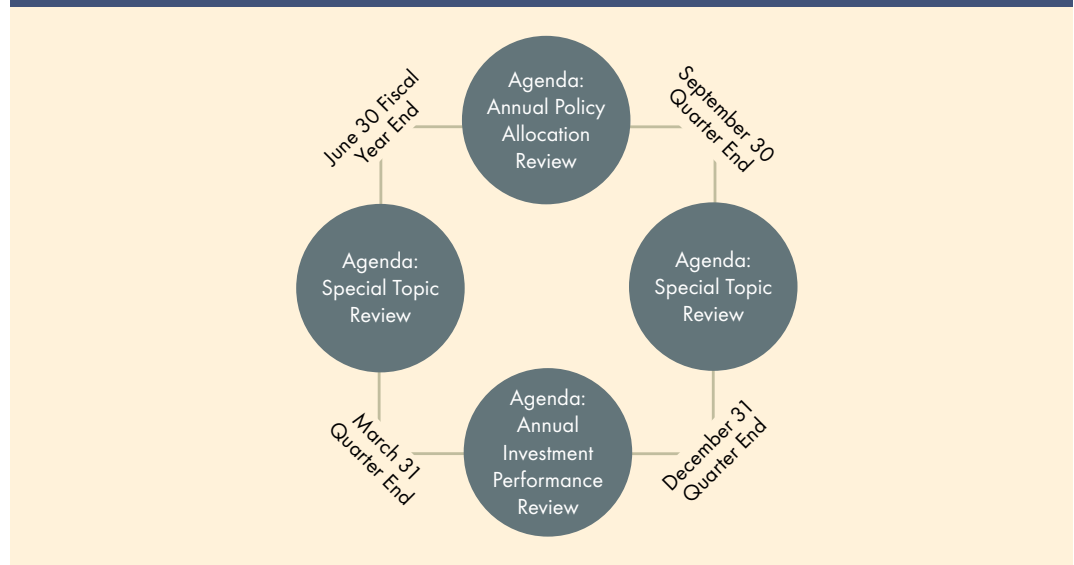 Agenda:
Annual Policy
Allocation
Review
June 30 Fiscal
Year End
September 30
Quarter End
Agenda:
Special Topic
Review
Agenda:
Special Topic
Review
March 31
Quarter End
Agenda:
Annual
Investment
Performance
Review
December 31
Quarter End